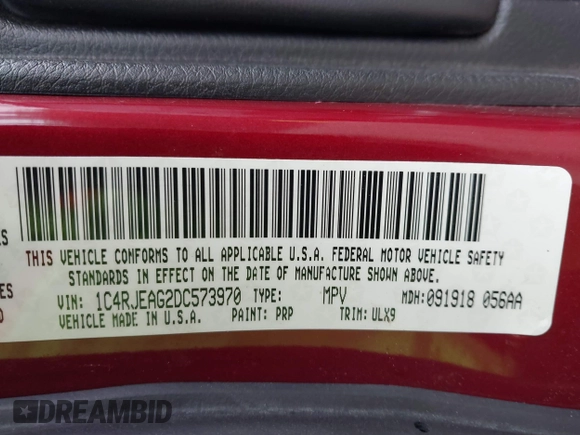 THIS VEHICLE CONFORMS TO ALL APPLICABLE U.S.A. FEDERAL MOTOR VEHICLE SAFETY
STANDARDS IN EFFECT ON THE DATE OF MANUFACTURE SHOWN ABOVE.
VIN: 1C4RJEAG2DC573970 TYPE: MPV MDH:091918 056AA
VEHICLE MADE IN U.S.A. PAINT: PRP TRIM: ULX9
DREAMBID